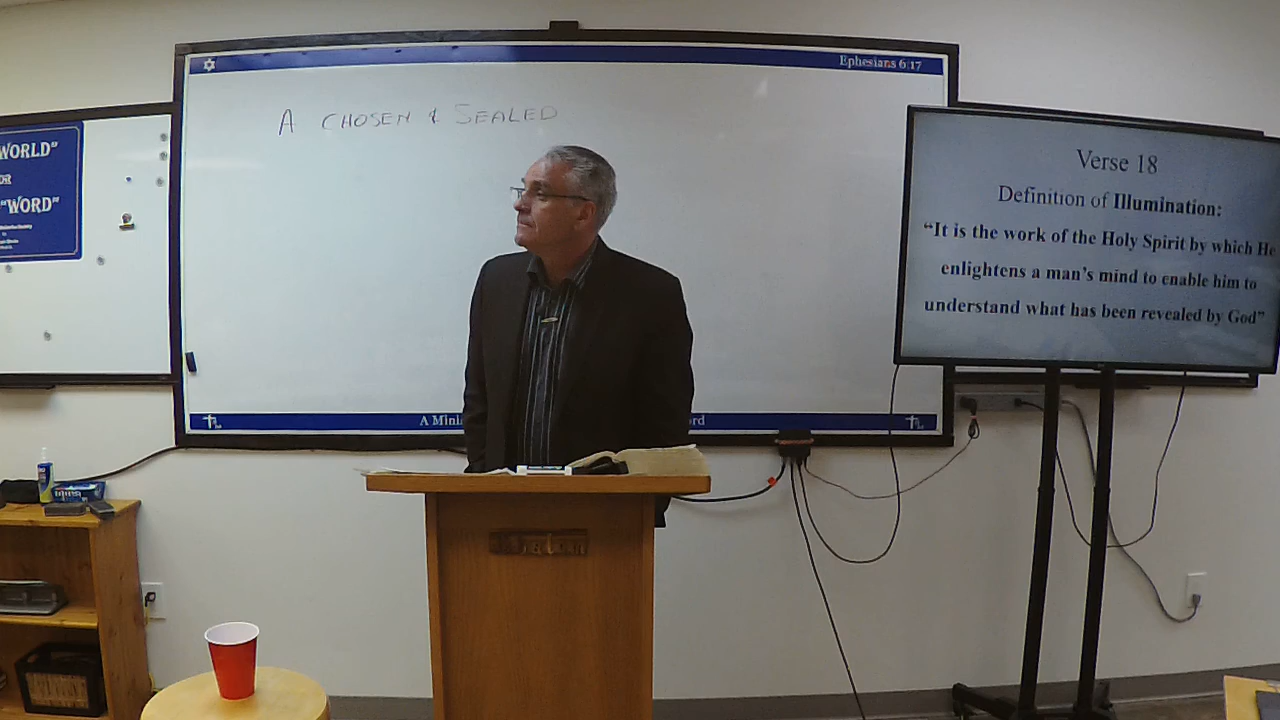 Ephesians 6:17
A CHOSEN & SEALED
WORLD"
OR
"WORD"
Verse 18
Definition of Illumination:
"It is the work of the Holy Spirit by which He
enlightens a man's mind to enable him to
understand what has been revealed by God"
A Mini
rd